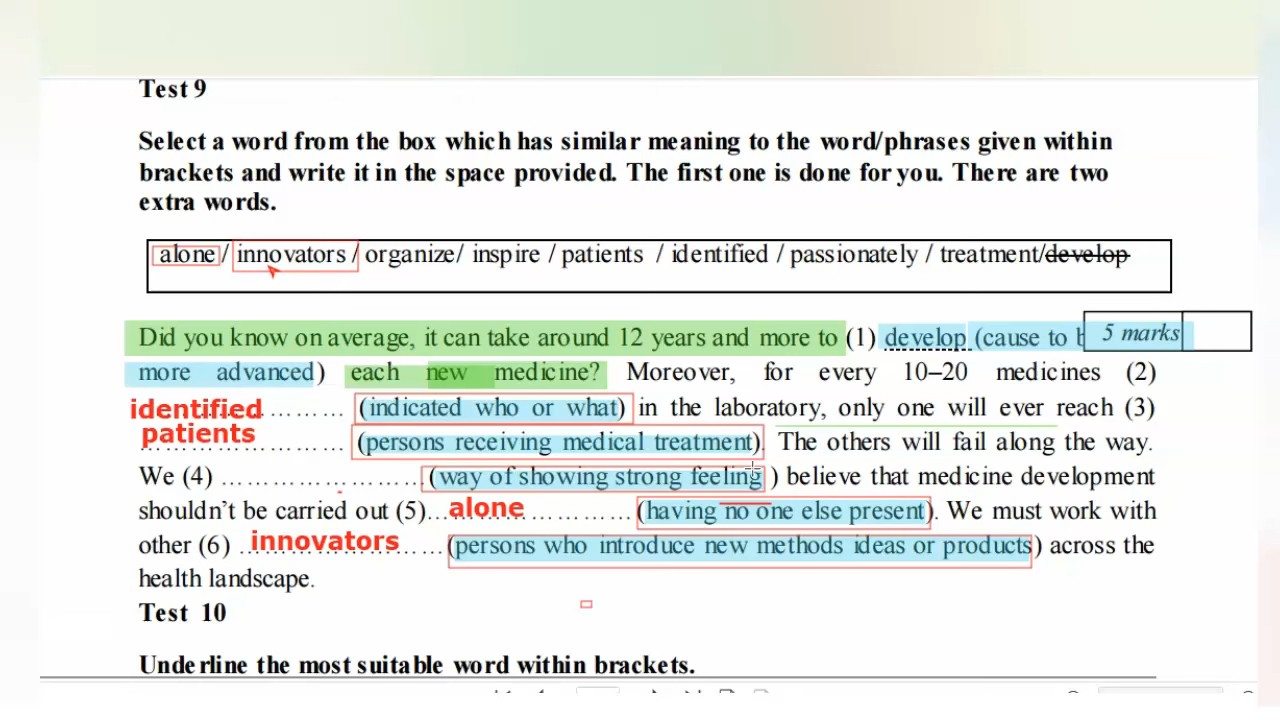 Test 9
Select a word from the box which has similar meaning to the word/phrases given within
brackets and write it in the space provided. The first one is done for you. There are two
extra words.
alone / innovators / organize/ inspire / patients / identified / passionately / treatment/develop
Did you know on average, it can take around 12 years and more to (1) develop (cause to b 5 marks
more advanced) each new medicine? Moreover, for every 10–20 medicines (2)
identified ……… (indicated who or what) in the laboratory, only one will ever reach (3)
patients ……………………. (persons receiving medical treatment). The others will fail along the way.
We (4) …………………….(way of showing strong feeling ) believe that medicine development
shouldn't be carried out (5)… alone ………… (having no one else present). We must work with
other (6) innovators ……(persons who introduce new methods ideas or products) across the
health landscape.
Test 10
Underline the most suitable word within brackets.